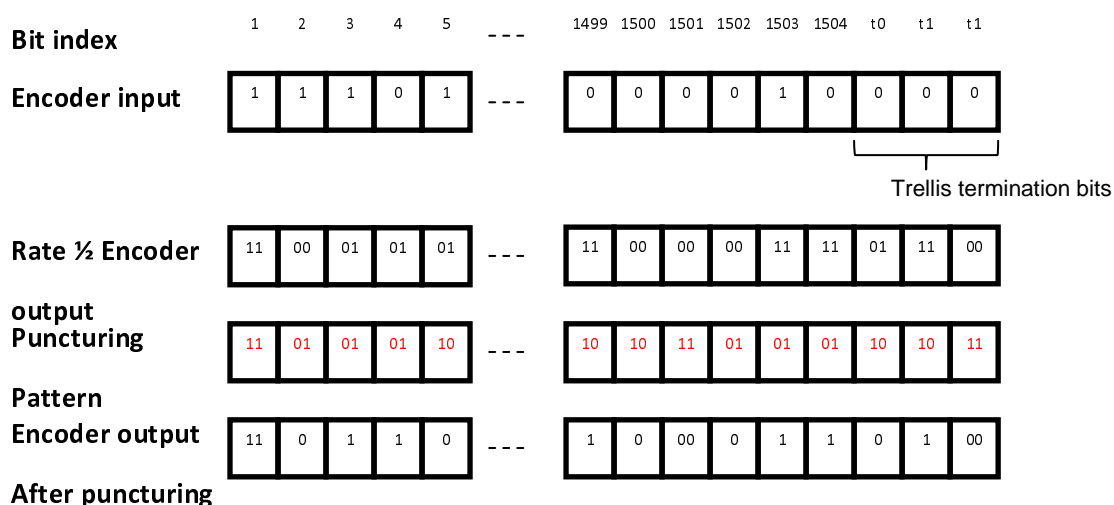 Bit index 1 2 3 4 5 --- 1499 1500 1501 1502 1503 1504 t0 t1 t1
Encoder input 1 1 1 0 1 --- 0 0 0 0 1 0 0 0 0
Trellis termination bits
Rate ½ Encoder 11 00 01 01 01 --- 11 00 00 00 11 11 01 11 00
output
Puncturing 11 01 01 01 10 --- 10 10 11 01 01 01 10 10 11
Pattern
Encoder output 11 0 1 1 0 --- 1 0 00 0 1 1 0 1 00
After puncturing